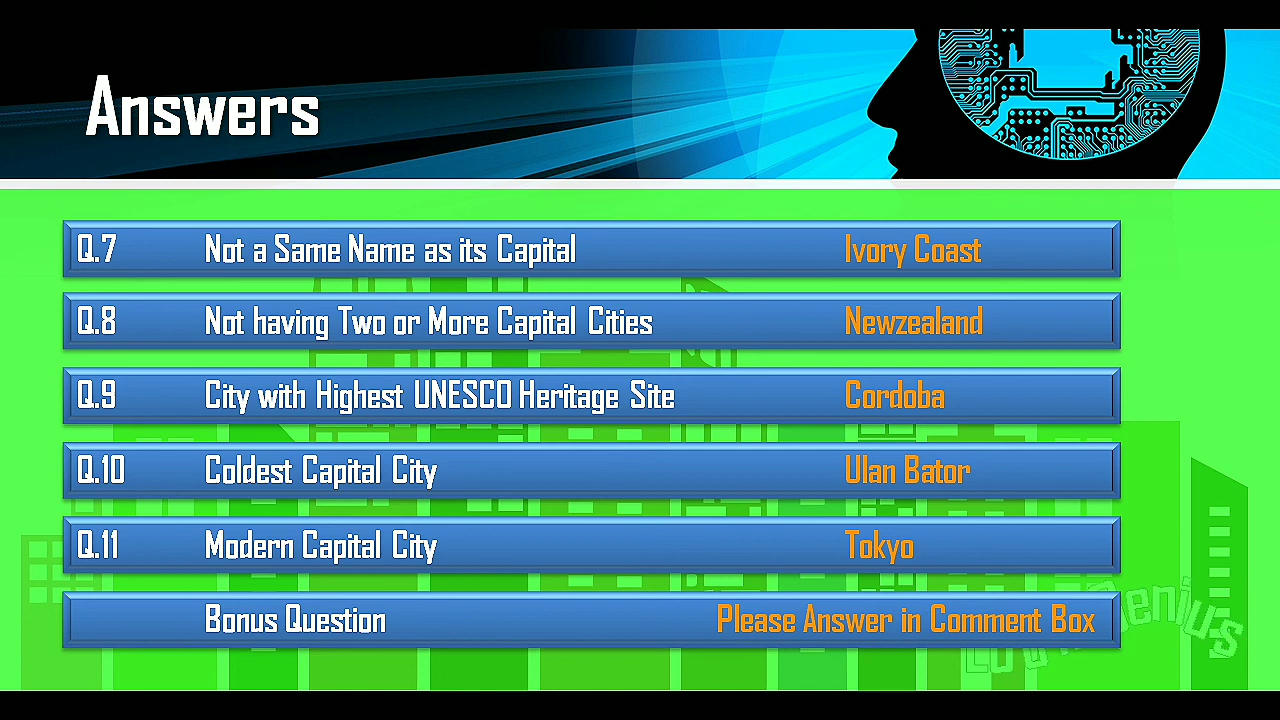 Answers
Q.7 Not a Same Name as its Capital Ivory Coast
Q.8 Not having Two or More Capital Cities Newzealand
Q.9 City with Highest UNESCO Heritage Site Cordoba
Q.10 Coldest Capital City Ulan Bator
Q.11 Modern Capital City Tokyo
Bonus Question Please Answer in Comment Box